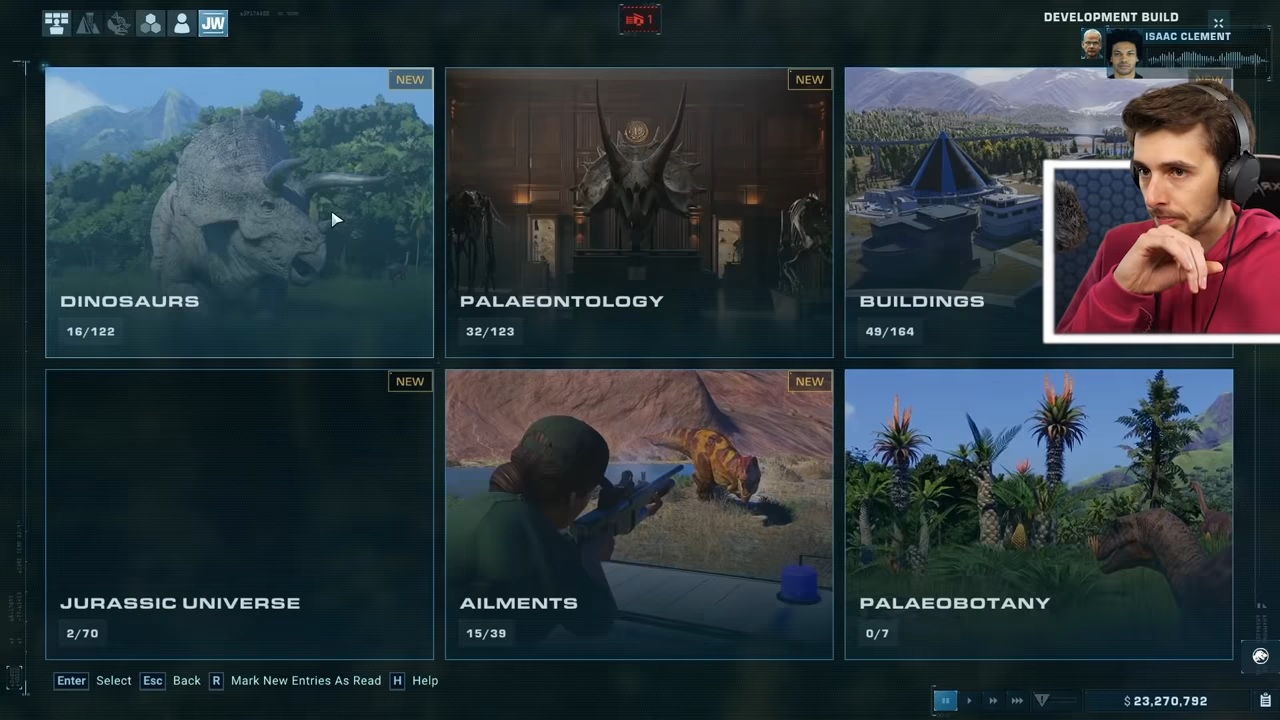 JW
1
DEVELOPMENT BUILD
ISAAC CLEMENT
NEW
NEW
NEW
DINOSAURS
16/122
PALAEONTOLOGY
32/123
BUILDINGS
49/164
NEW
NEW
JURASSIC UNIVERSE
2/70
AILMENTS
15/39
PALAEOBOTANY
0/7
Enter Select Esc Back R Mark New Entries As Read H Help
$ 23,270,792